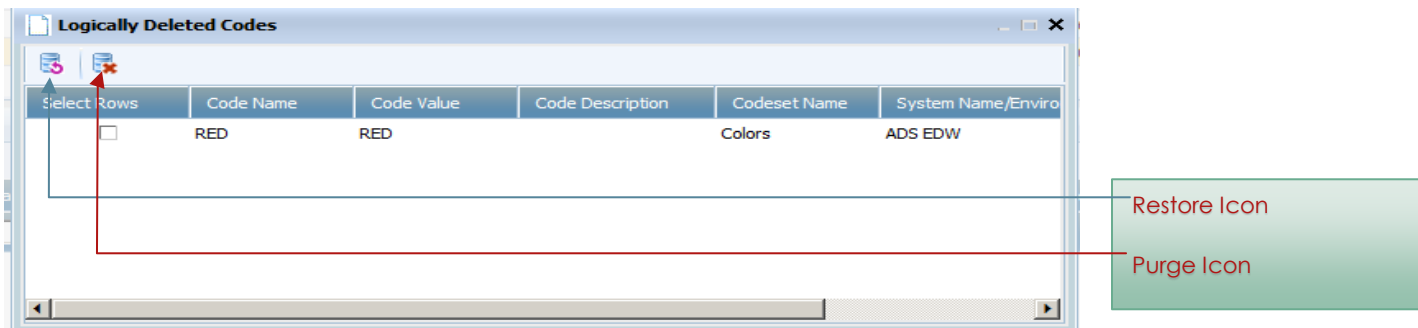 Logically Deleted Codes
Select Rows Code Name Code Value Code Description Codeset Name System Name/Enviro
RED RED Colors ADS EDW
Restore Icon
Purge Icon